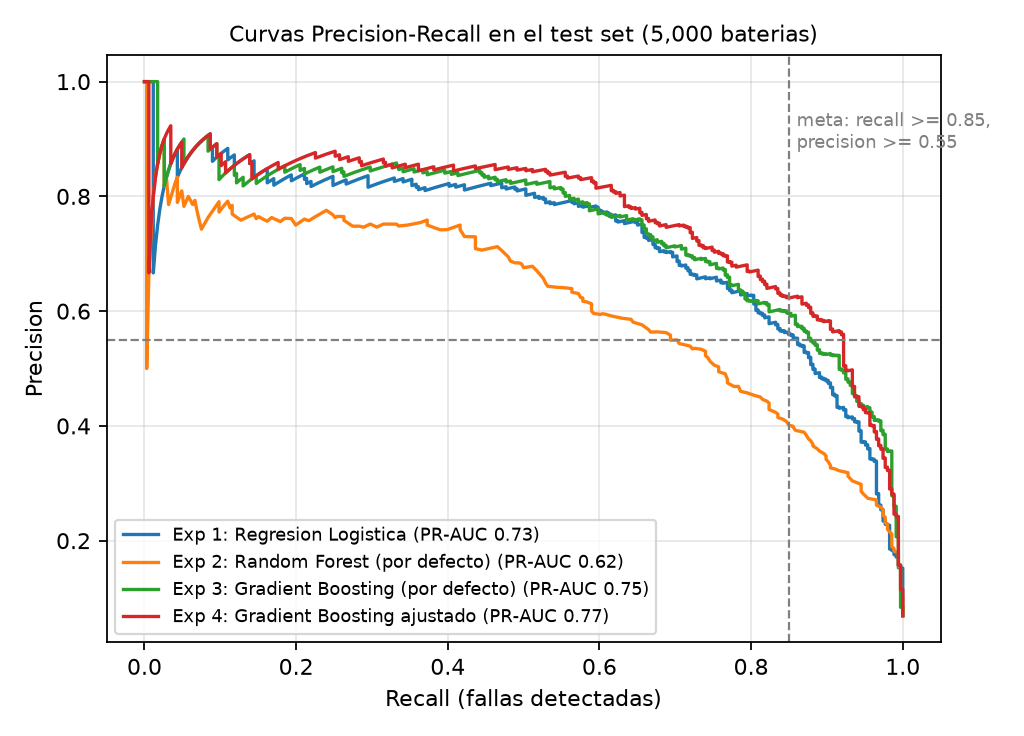 Curvas Precision-Recall en el test set (5,000 baterias)
Precision
1.0
0.8
0.6
0.4
0.2
meta: recall >= 0.85,
precision >= 0.55
Exp 1: Regresion Logistica (PR-AUC 0.73)
Exp 2: Random Forest (por defecto) (PR-AUC 0.62)
Exp 3: Gradient Boosting (por defecto) (PR-AUC 0.75)
Exp 4: Gradient Boosting ajustado (PR-AUC 0.77)
0.0 0.2 0.4 0.6 0.8 1.0
Recall (fallas detectadas)